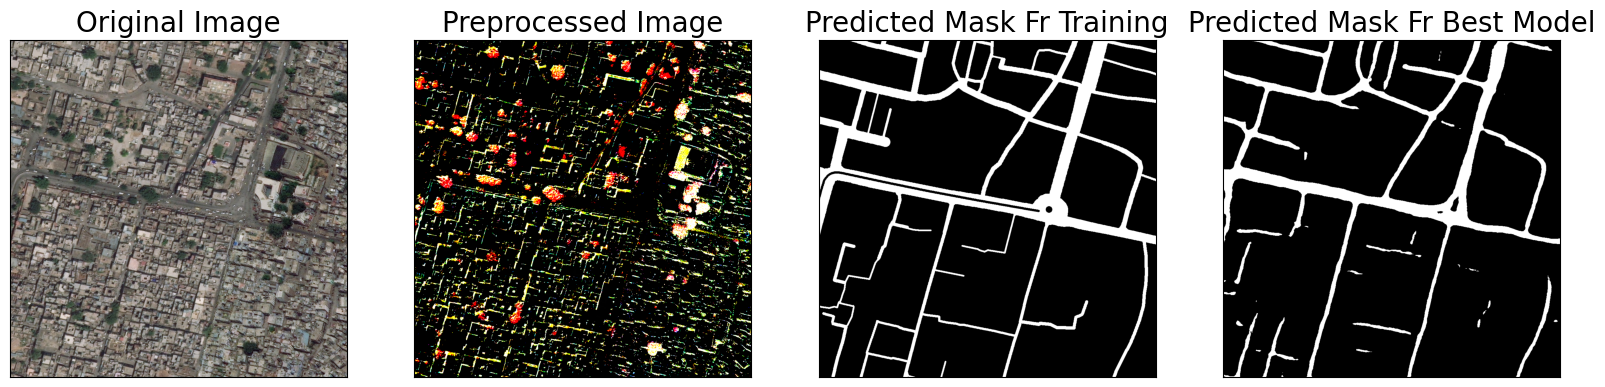 Original Image
Preprocessed Image
Predicted Mask Fr Training
Predicted Mask Fr Best Model